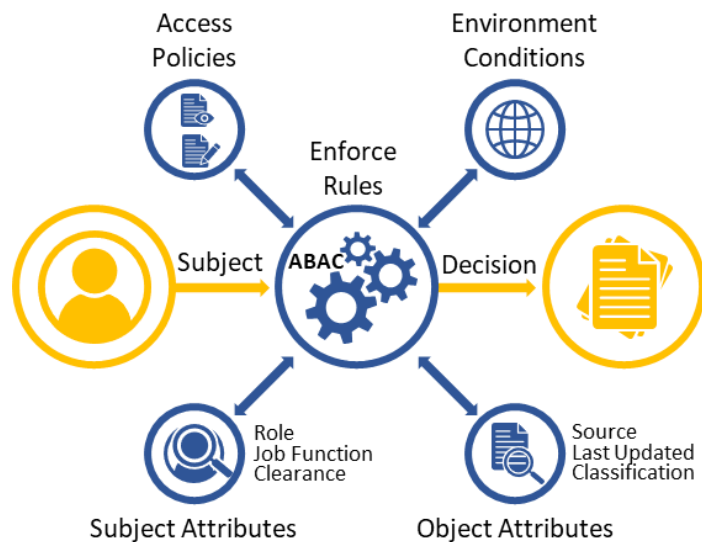 Access
Policies
Environment
Conditions
Enforce
Rules
Subject
ABAC
Decision
Role
Job Function
Clearance
Source
Last Updated
Classification
Subject Attributes
Object Attributes